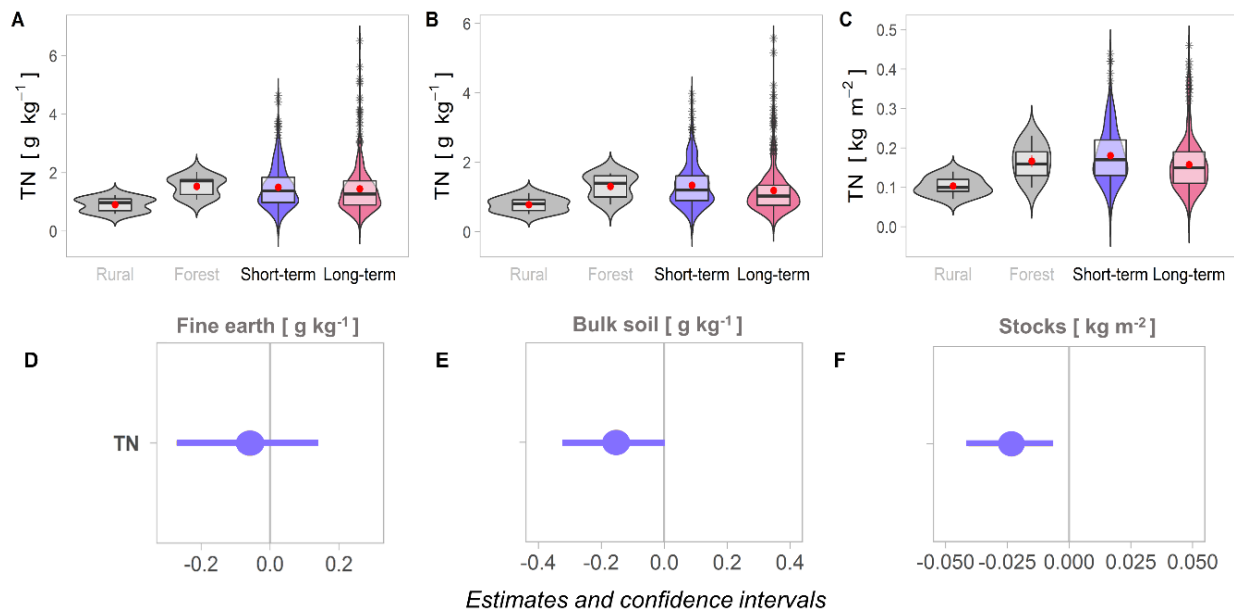 A
B
C
TN [ g kg⁻¹ ]
6
4
2
0
Rural Forest Short-term Long-term
TN [ g kg⁻¹ ]
6
4
2
0
Rural Forest Short-term Long-term
TN [ kg m⁻² ]
0.5
0.4
0.3
0.2
0.1
0.0
Rural Forest Short-term Long-term
D
Fine earth [ g kg⁻¹ ]
TN
-0.2 0.0 0.2
E
Bulk soil [ g kg⁻¹ ]
-0.4 -0.2 0.0 0.2 0.4
F
Stocks [ kg m⁻² ]
-0.050 -0.025 0.000 0.025 0.050
Estimates and confidence intervals